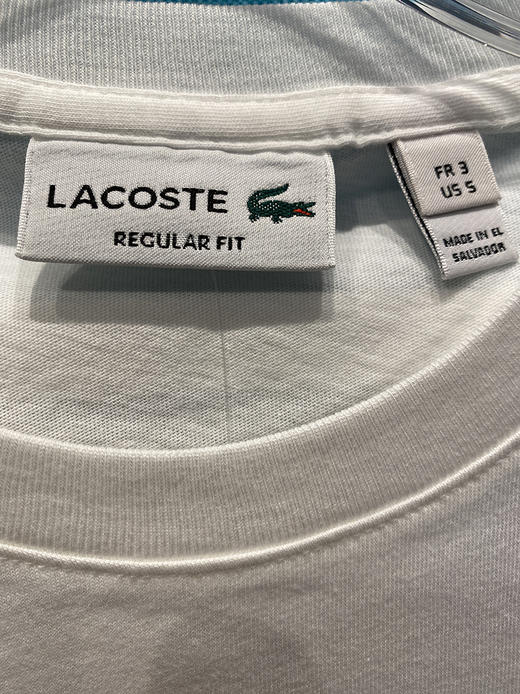 LACOSTE
REGULAR FIT
FR 3
US S
MADE IN EL
SALVADOR